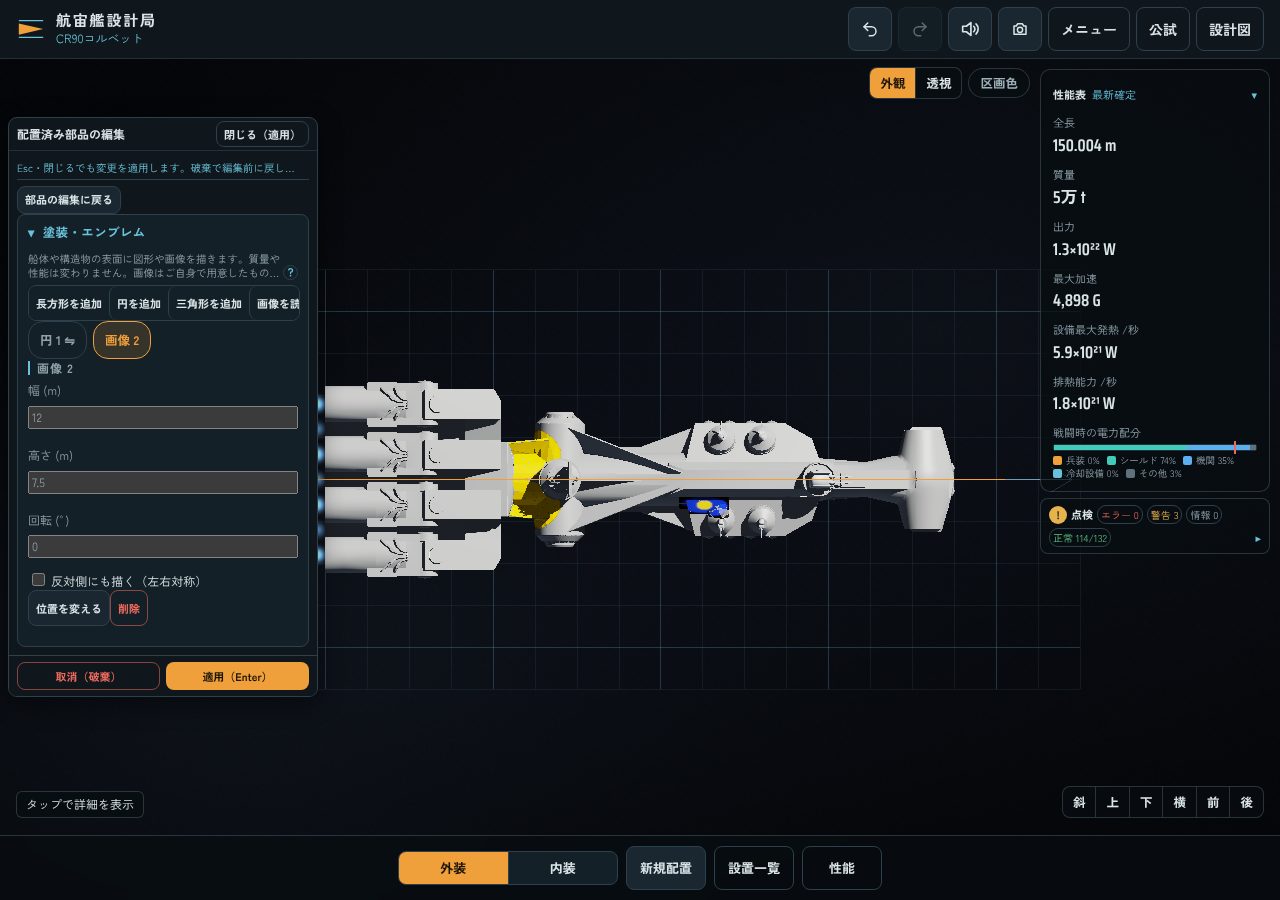 航宙艦設計局
CR90コルベット
メニュー
公試
設計図
外観
透視
区画色
配置済み部品の編集
閉じる（適用）
Esc・閉じるでも変更を適用します。破棄で編集前に戻し…
部品の編集に戻る
▼ 塗装・エンブレム
船体や構造物の表面に図形や画像を描きます。質量や
性能は変わりません。画像はご自身で用意したもの… ?
長方形を追加
円を追加
三角形を追加
画像を読
円 1 ⇋
画像 2
画像 2
幅 (m)
12
高さ (m)
7.5
回転 (°)
0
反対側にも描く（左右対称）
位置を変える
削除
取消（破棄）
適用（Enter）
性能表 最新確定 ▼
全長
150.004 m
質量
5万 t
出力
1.3×10²² W
最大加速
4,898 G
設備最大発熱 /秒
5.9×10²¹ W
排熱能力 /秒
1.8×10²¹ W
戦闘時の電力配分
兵装 0% シールド 74% 機関 35%
冷却設備 0% その他 3%
! 点検 エラー 0 警告 3 情報 0
正常 114/132 ▶
タップで詳細を表示
斜 上 下 横 前 後
外装
内装
新規配置
設置一覧
性能